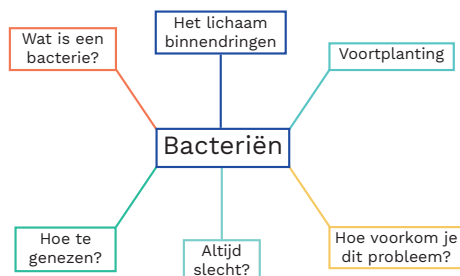 Wat is een
bacterie?
Het lichaam
binnendringen
Voortplanting
Bacteriën
Hoe te
genezen?
Altijd
slecht?
Hoe voorkom je
dit probleem?